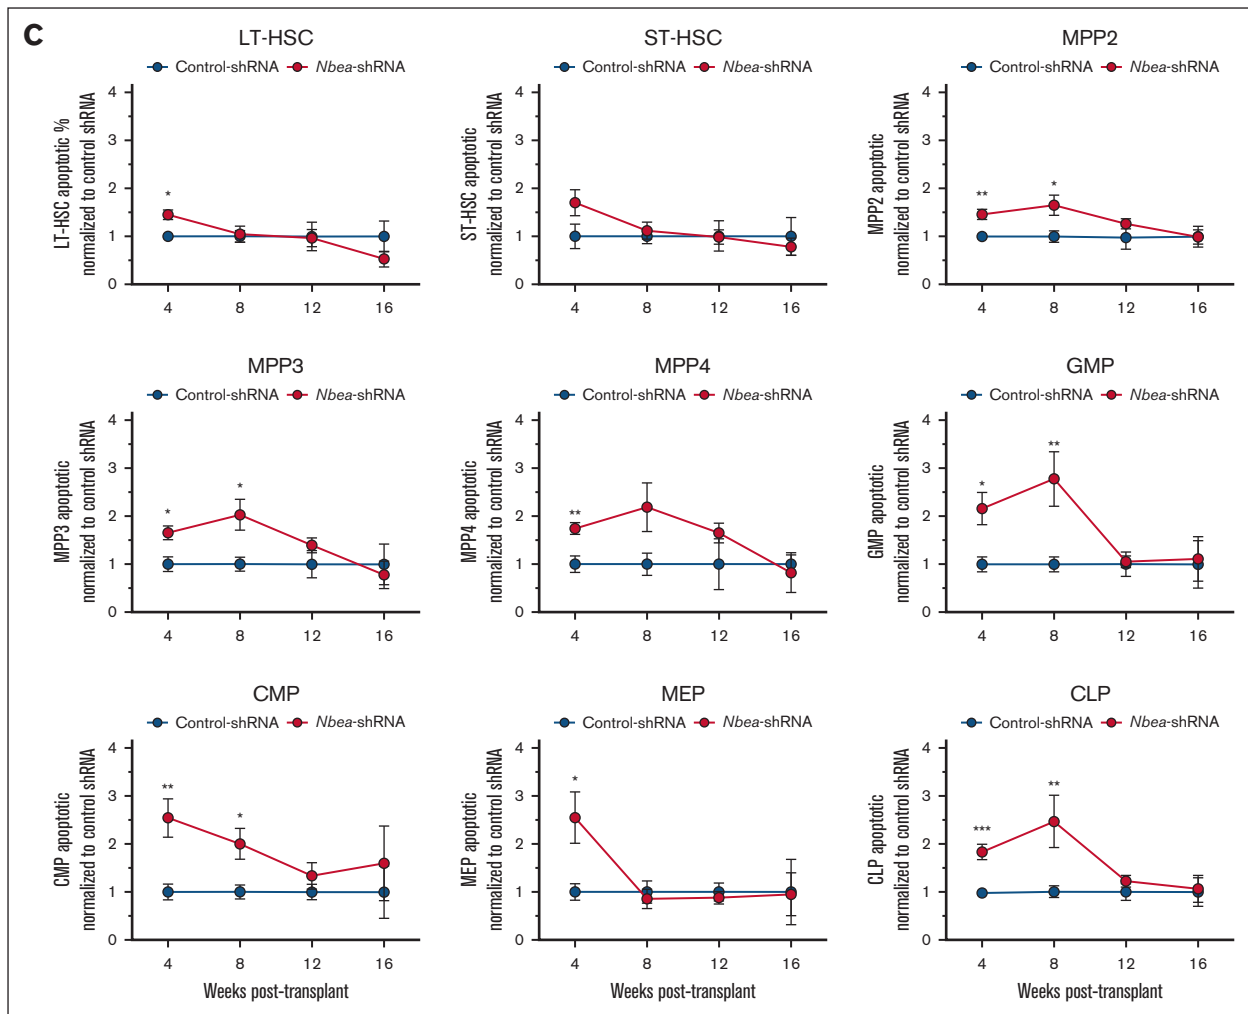 C
LT-HSC
Control-shRNA Nbea-shRNA
LT-HSC apoptotic %
normalized to control shRNA
4
3
2
1
0
*
4 8 12 16
ST-HSC
Control-shRNA Nbea-shRNA
ST-HSC apoptotic
normalized to control shRNA
4
3
2
1
0
4 8 12 16
MPP2
Control-shRNA Nbea-shRNA
MPP2 apoptotic
normalized to control shRNA
4
3
2
1
0
** *
4 8 12 16
MPP3
Control-shRNA Nbea-shRNA
MPP3 apoptotic
normalized to control shRNA
4
3
2
1
0
* *
4 8 12 16
MPP4
Control-shRNA Nbea-shRNA
MPP4 apoptotic
normalized to control shRNA
4
3
2
1
0
**
4 8 12 16
GMP
Control-shRNA Nbea-shRNA
GMP apoptotic
normalized to control shRNA
4
3
2
1
0
* **
4 8 12 16
CMP
Control-shRNA Nbea-shRNA
CMP apoptotic
normalized to control shRNA
4
3
2
1
0
** *
4 8 12 16
Weeks post-transplant
MEP
Control-shRNA Nbea-shRNA
MEP apoptotic
normalized to control shRNA
4
3
2
1
0
*
4 8 12 16
Weeks post-transplant
CLP
Control-shRNA Nbea-shRNA
CLP apoptotic
normalized to control shRNA
4
3
2
1
0
*** **
4 8 12 16
Weeks post-transplant